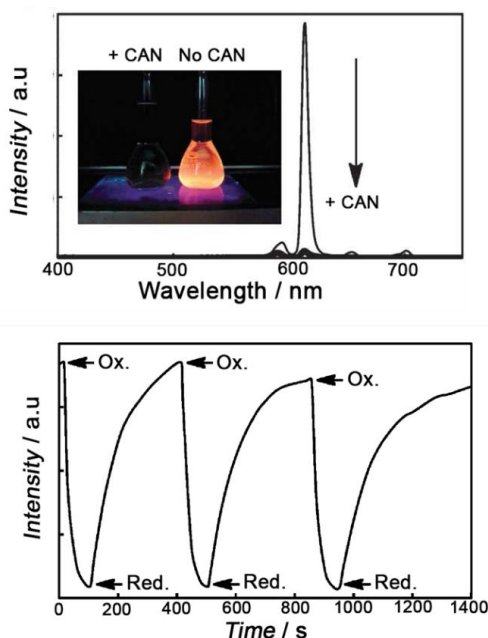 + CAN No CAN
Intensity / a.u
+ CAN
400 500 600 700
Wavelength / nm
Ox. Ox. Ox.
Intensity / a.u
Red. Red. Red.
0 200 400 600 800 1000 1200 1400
Time / s